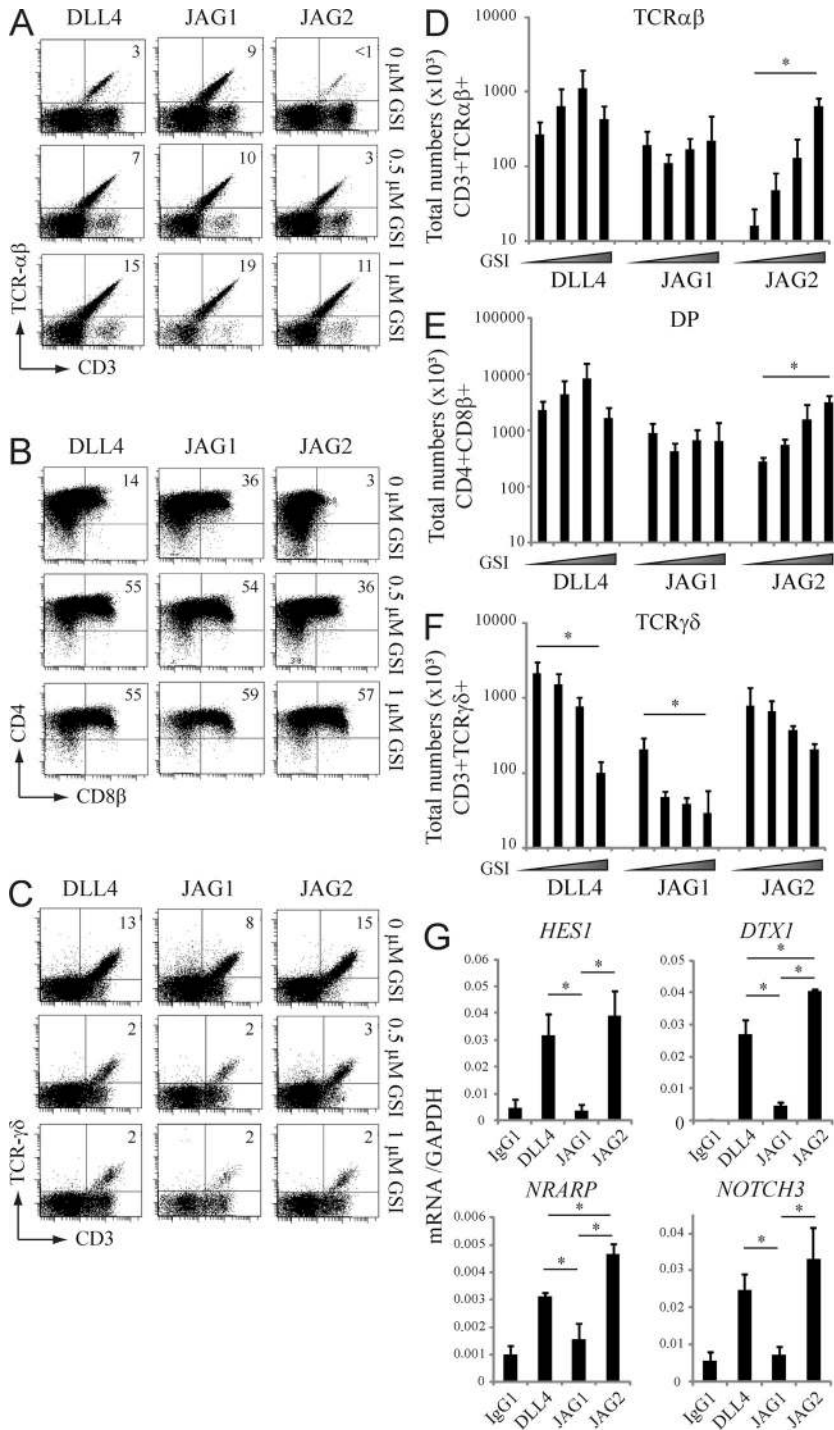 A
DLL4 JAG1 JAG2
3 9 <1
0 µM GSI
7 10 3
0.5 µM GSI
15 19 11
1 µM GSI
TCR-αβ
CD3
B
DLL4 JAG1 JAG2
14 36 3
0 µM GSI
55 54 36
0.5 µM GSI
55 59 57
1 µM GSI
CD4
CD8β
C
DLL4 JAG1 JAG2
13 8 15
0 µM GSI
2 2 3
0.5 µM GSI
2 2 2
1 µM GSI
TCR-γδ
CD3
D
TCRαβ
Total numbers (x10³)
CD3+TCRαβ+
10000
1000
100
10
*
GSI
DLL4 JAG1 JAG2
E
DP
Total numbers (x10³)
CD4+CD8β+
100000
10000
1000
100
10
*
GSI
DLL4 JAG1 JAG2
F
TCRγδ
Total numbers (x10³)
CD3+TCRγδ+
10000
1000
100
10
* *
GSI
DLL4 JAG1 JAG2
G
mRNA /GAPDH
HES1
0.06
0.05
0.04
0.03
0.02
0.01
0
* *
IgG1 DLL4 JAG1 JAG2
DTX1
0.05
0.04
0.03
0.02
0.01
0
* * *
IgG1 DLL4 JAG1 JAG2
NRARP
0.006
0.005
0.004
0.003
0.002
0.001
0
* * *
IgG1 DLL4 JAG1 JAG2
NOTCH3
0.04
0.03
0.02
0.01
0
* *
IgG1 DLL4 JAG1 JAG2